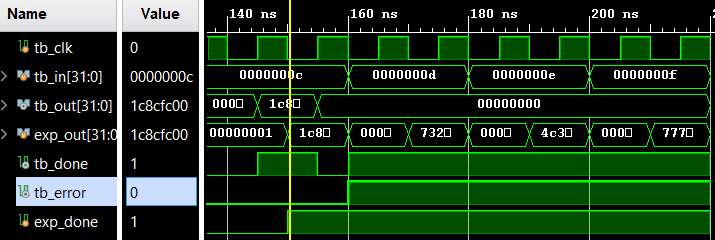 Name Value 140 ns 160 ns 180 ns 200 ns
tb_clk 0
tb_in[31:0] 0000000c 0000000c 0000000d 0000000e 0000000f
tb_out[31:0] 1c8cfc00 000 1c8 00000000
exp_out[31:0] 1c8cfc00 00000001 1c8 000 732 000 4c3 000 777
tb_done 1
tb_error 0
exp_done 1